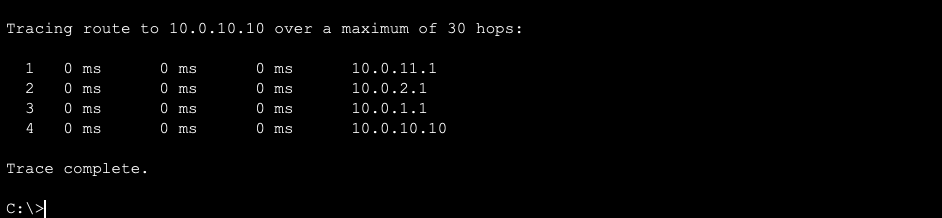 Tracing route to 10.0.10.10 over a maximum of 30 hops:
1 0 ms 0 ms 0 ms 10.0.11.1
2 0 ms 0 ms 0 ms 10.0.2.1
3 0 ms 0 ms 0 ms 10.0.1.1
4 0 ms 0 ms 0 ms 10.0.10.10
Trace complete.
C:\>